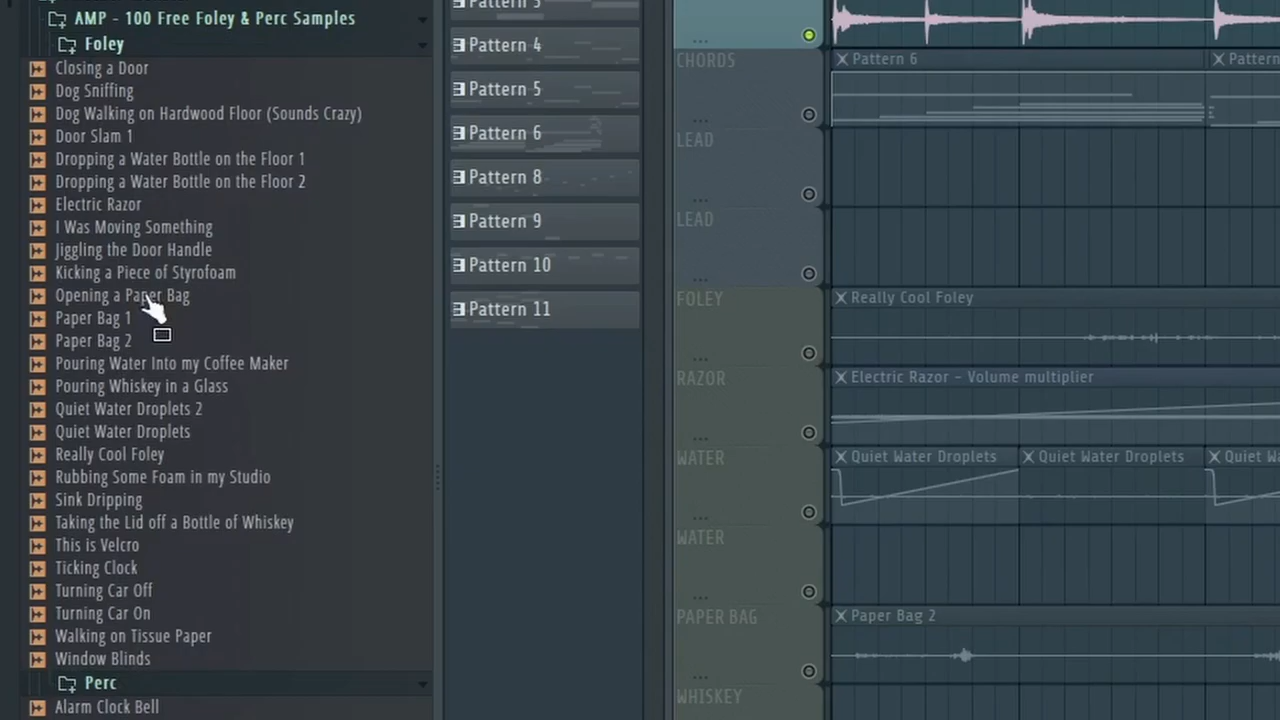 AMP - 100 Free Foley & Perc Samples
Foley
Closing a Door
Dog Sniffing
Dog Walking on Hardwood Floor (Sounds Crazy)
Door Slam 1
Dropping a Water Bottle on the Floor 1
Dropping a Water Bottle on the Floor 2
Electric Razor
I Was Moving Something
Jiggling the Door Handle
Kicking a Piece of Styrofoam
Opening a Paper Bag
Paper Bag 1
Paper Bag 2
Pouring Water Into my Coffee Maker
Pouring Whiskey in a Glass
Quiet Water Droplets 2
Quiet Water Droplets
Really Cool Foley
Rubbing Some Foam in my Studio
Sink Dripping
Taking the Lid off a Bottle of Whiskey
This is Velcro
Ticking Clock
Turning Car Off
Turning Car On
Walking on Tissue Paper
Window Blinds
Perc
Alarm Clock Bell
Pattern 3
Pattern 4
Pattern 5
Pattern 6
Pattern 8
Pattern 9
Pattern 10
Pattern 11
CHORDS
Pattern 6
Pattern
LEAD
LEAD
FOLEY
Really Cool Foley
RAZOR
Electric Razor - Volume multiplier
WATER
Quiet Water Droplets
Quiet Water Droplets
Quiet Wa
WATER
PAPER BAG
Paper Bag 2
WHISKEY